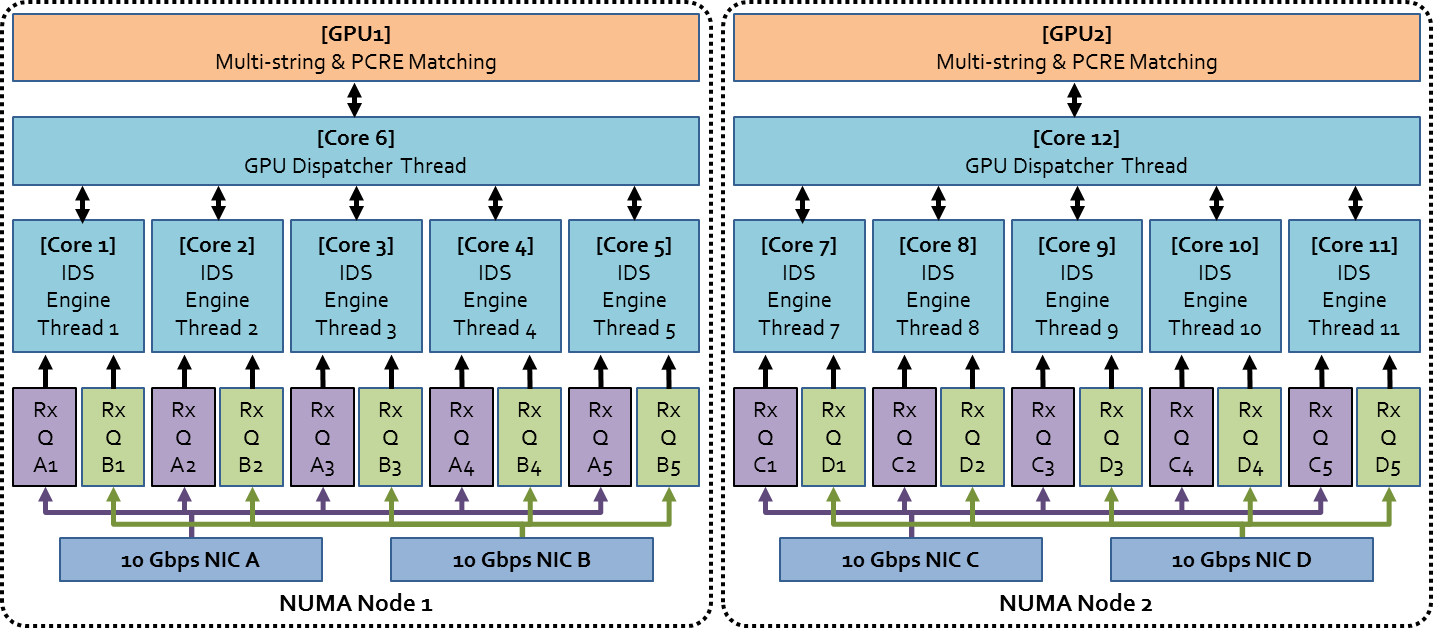 [GPU1]
Multi-string & PCRE Matching
[Core 6]
GPU Dispatcher Thread
[Core 1]
IDS
Engine
Thread 1
[Core 2]
IDS
Engine
Thread 2
[Core 3]
IDS
Engine
Thread 3
[Core 4]
IDS
Engine
Thread 4
[Core 5]
IDS
Engine
Thread 5
Rx
Q
A1
Rx
Q
B1
Rx
Q
A2
Rx
Q
B2
Rx
Q
A3
Rx
Q
B3
Rx
Q
A4
Rx
Q
B4
Rx
Q
A5
Rx
Q
B5
10 Gbps NIC A
10 Gbps NIC B
NUMA Node 1
[GPU2]
Multi-string & PCRE Matching
[Core 12]
GPU Dispatcher Thread
[Core 7]
IDS
Engine
Thread 7
[Core 8]
IDS
Engine
Thread 8
[Core 9]
IDS
Engine
Thread 9
[Core 10]
IDS
Engine
Thread 10
[Core 11]
IDS
Engine
Thread 11
Rx
Q
C1
Rx
Q
D1
Rx
Q
C2
Rx
Q
D2
Rx
Q
C3
Rx
Q
D3
Rx
Q
C4
Rx
Q
D4
Rx
Q
C5
Rx
Q
D5
10 Gbps NIC C
10 Gbps NIC D
NUMA Node 2